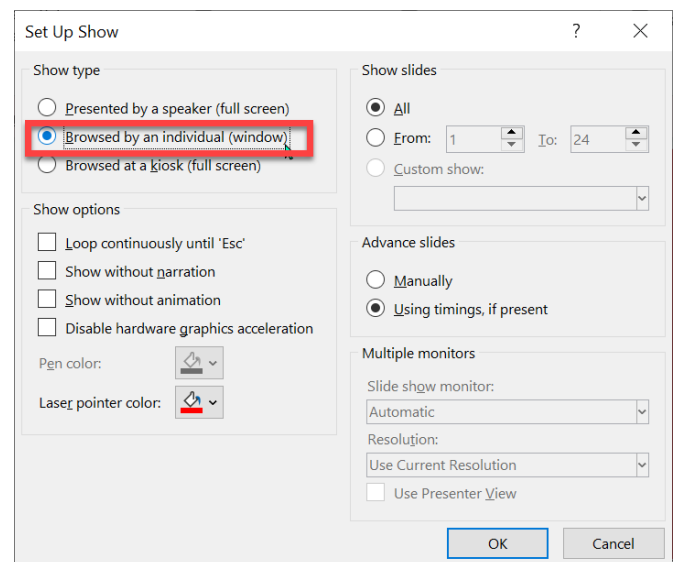 Set Up Show
Show type
Presented by a speaker (full screen)
Browsed by an individual (window)
Browsed at a kiosk (full screen)
Show options
Loop continuously until 'Esc'
Show without narration
Show without animation
Disable hardware graphics acceleration
Pen color:
Laser pointer color:
Show slides
All
From: 1 To: 24
Custom show:
Advance slides
Manually
Using timings, if present
Multiple monitors
Slide show monitor:
Automatic
Resolution:
Use Current Resolution
Use Presenter View
OK Cancel